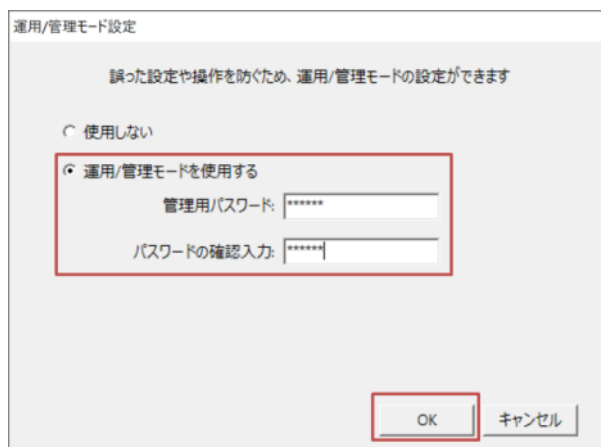 運用/管理モード設定
誤った設定や操作を防ぐため、運用/管理モードの設定ができます
使用しない
運用/管理モードを使用する
管理用パスワード: ******
パスワードの確認入力: ******
OK キャンセル